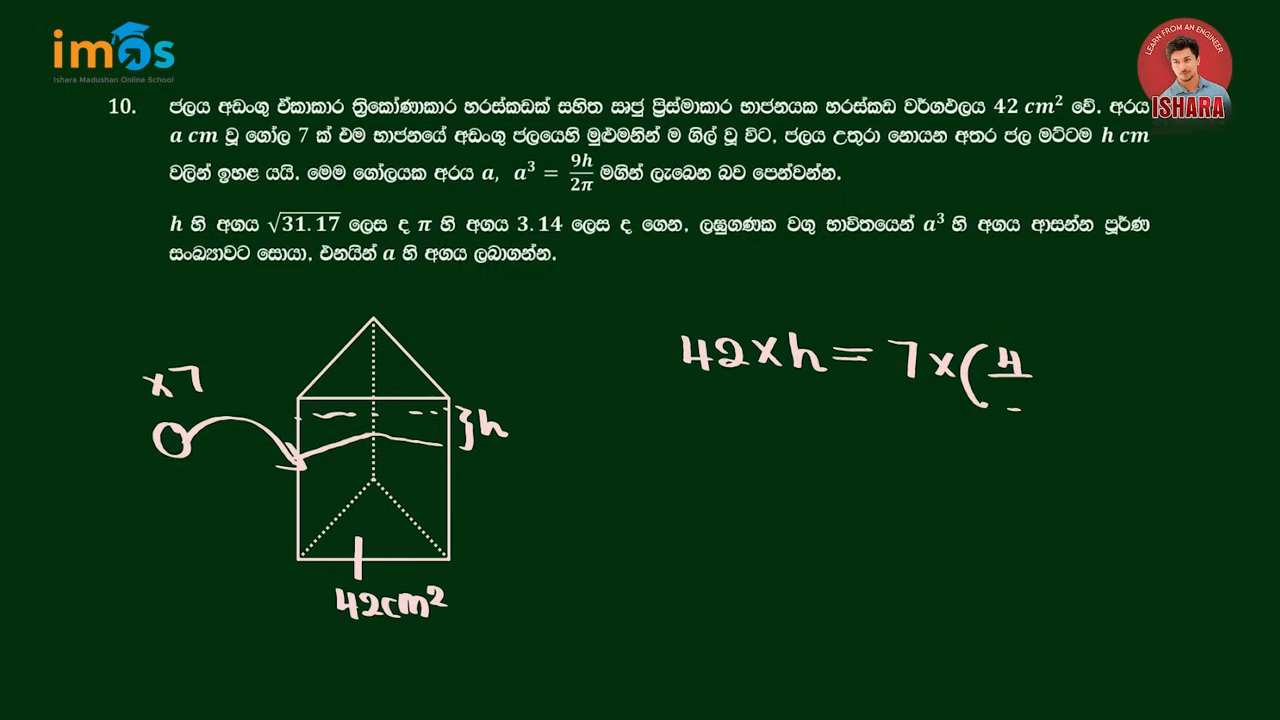 imos
Ishara Madushan Online School
LEARN FROM AN ENGINEER
ISHARA
10. ජලය අඩංගු ඒකාකාර ත්‍රිකෝණාකාර හරස්කඩක් සහිත සෘජු ප්‍රිස්මාකාර භාජනයක හරස්කඩ වර්ගඵලය 42 cm² වේ. අරය
a cm වූ ගෝල 7 ක් එම භාජනයේ අඩංගු ජලයෙහි මුළුමනින් ම ගිල් වූ විට, ජලය උතුරා නොයන අතර ජල මට්ටම h cm
වලින් ඉහළ යයි. මෙම ගෝලයක අරය a, a³ = 9h/2π මගින් ලැබෙන බව පෙන්වන්න.
h හි අගය √31.17 ලෙස ද π හි අගය 3.14 ලෙස ද ගෙන, ලඝුගණක වගු භාවිතයෙන් a³ හි අගය ආසන්න පූර්ණ
සංඛ්‍යාවට සොයා, එනයින් a හි අගය ලබාගන්න.
42 x h = 7 x ( 4
x7
h
42cm²